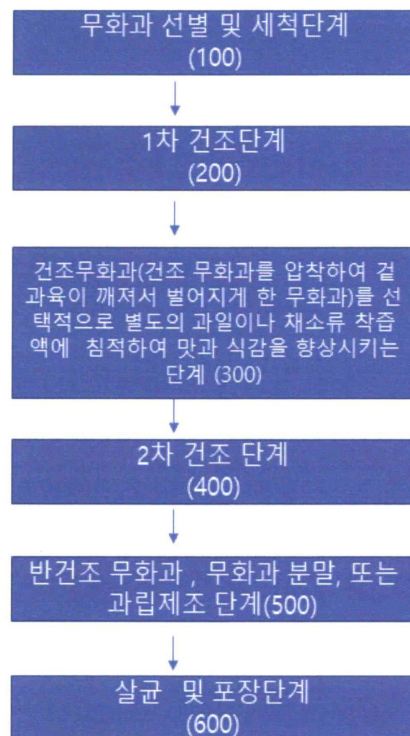 무화과 선별 및 세척단계
(100)
1차 건조단계
(200)
건조무화과(건조 무화과를 압착하여 겉
과육이 깨져서 벌어지게 한 무화과)를 선
택적으로 별도의 과일이나 채소류 착즙
액에 침적하여 맛과 식감을 향상시키는
단계 (300)
2차 건조 단계
(400)
반건조 무화과 , 무화과 분말, 또는
과립제조 단계(500)
살균 및 포장단계
(600)